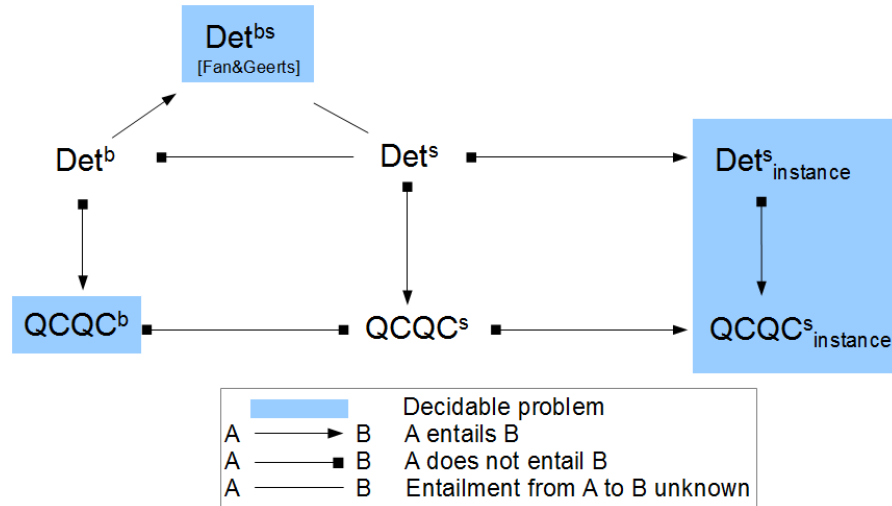 Det^bs
[Fan&Geerts]
Det^b
Det^s
Det^s_instance
QCQC^b
QCQC^s
QCQC^s_instance
Decidable problem
A B A entails B
A B A does not entail B
A B Entailment from A to B unknown